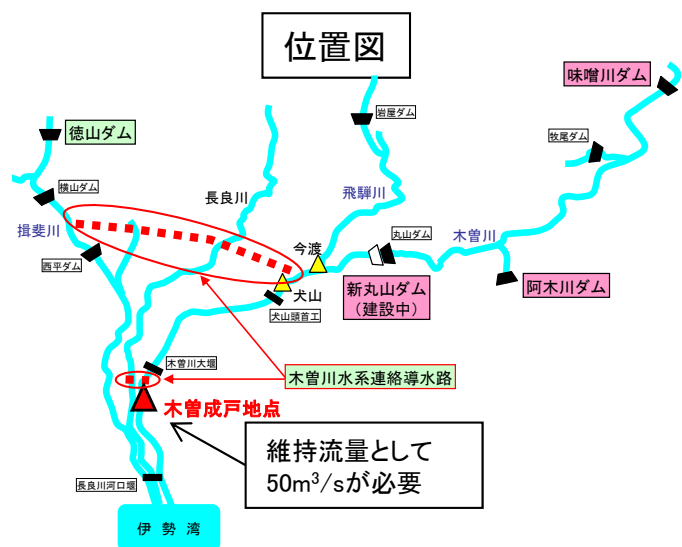 位置図
味噌川ダム
岩屋ダム
徳山ダム
牧尾ダム
横山ダム
長良川
飛騨川
揖斐川
今渡
丸山ダム
木曽川
西平ダム
犬山
新丸山ダム
（建設中）
阿木川ダム
犬山頭首工
木曽川大堰
木曽川水系連絡導水路
木曽成戸地点
維持流量として
50m³/sが必要
長良川河口堰
伊勢湾